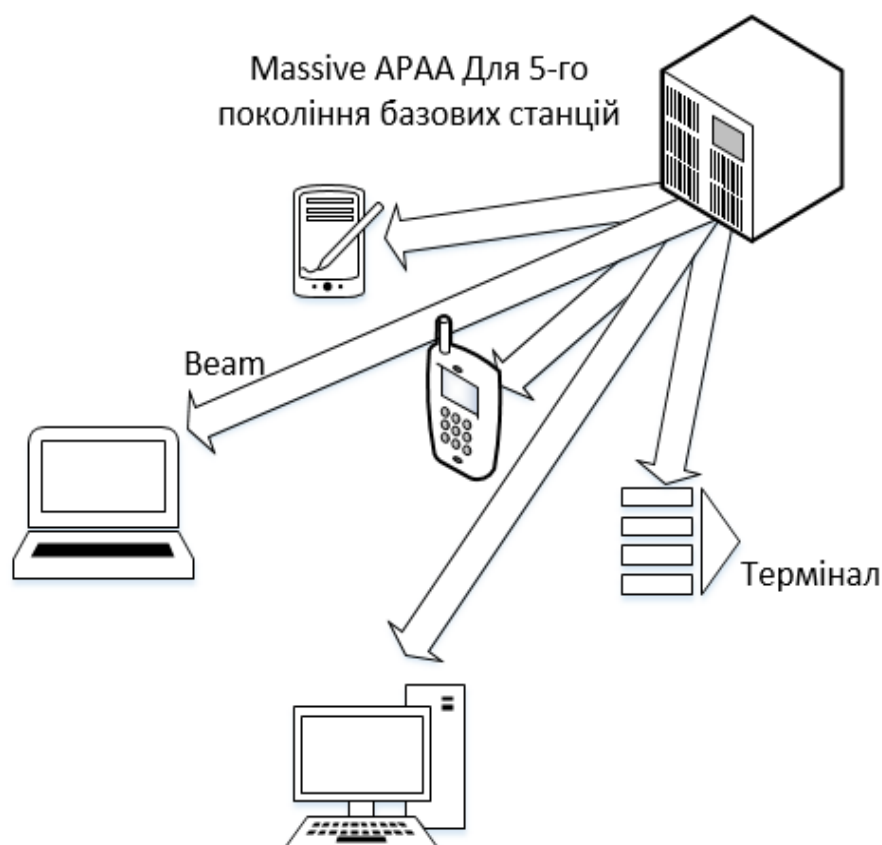 Massive APAA Для 5-го
покоління базових станцій
Beam
Термінал